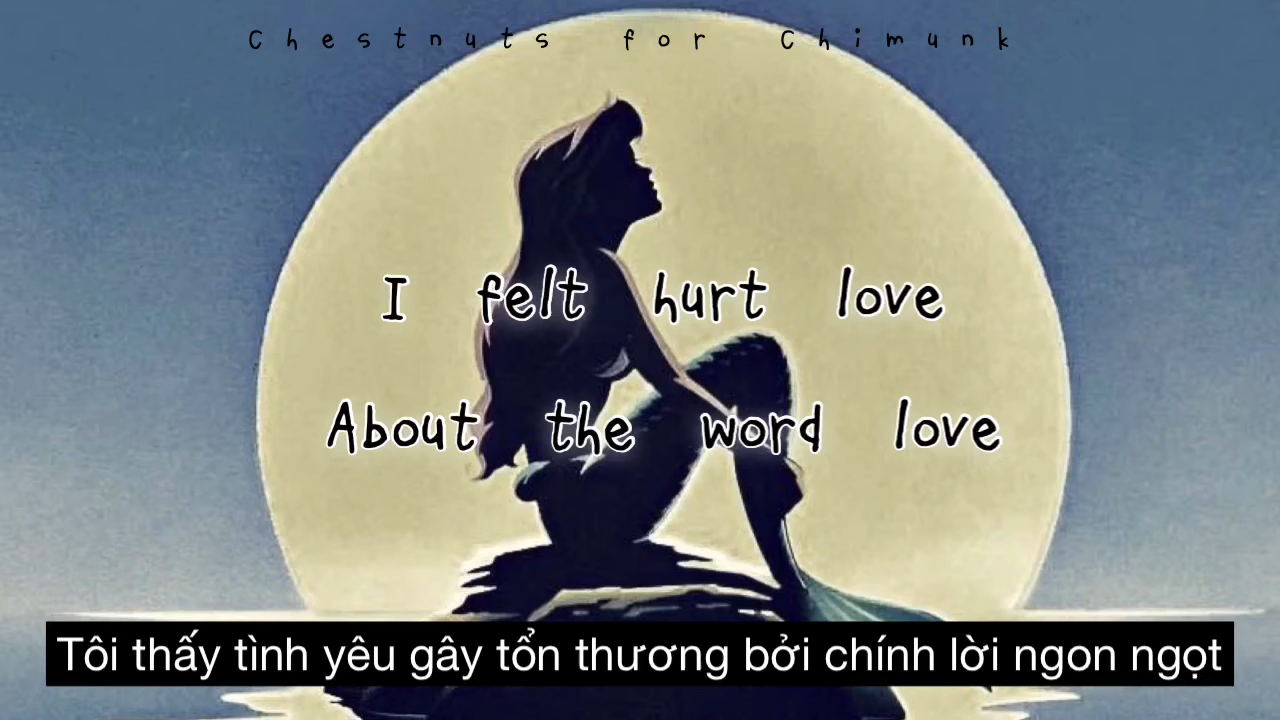 Chestnuts for Chimunk
I felt hurt love
About the word love
Tôi thấy tình yêu gây tổn thương bởi chính lời ngon ngọt